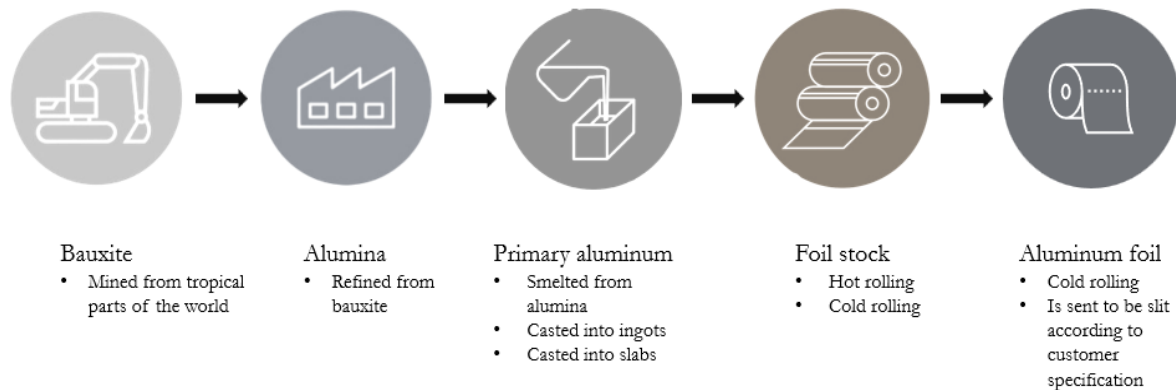 Bauxite
• Mined from tropical
parts of the world
Alumina
• Refined from
bauxite
Primary aluminum
• Smelted from
alumina
• Casted into ingots
• Casted into slabs
Foil stock
• Hot rolling
• Cold rolling
Aluminum foil
• Cold rolling
• Is sent to be slit
according to
customer
specification